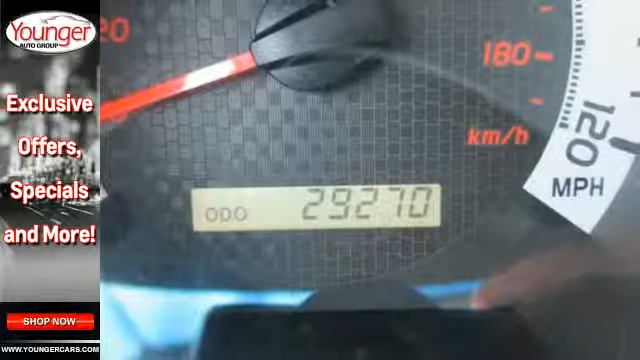 Younger
AUTO GROUP
Exclusive
Offers,
Specials
and More!
SHOP NOW
WWW.YOUNGERCARS.COM
20
180
km/h
120
MPH
ODO 29270